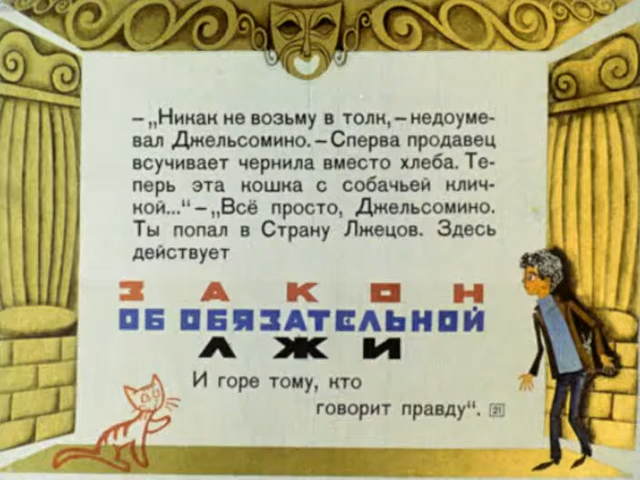 –„Никак не возьму в толк,–недоуме-
вал Джельсомино.–Сперва продавец
всучивает чернила вместо хлеба. Те-
перь эта кошка с собачьей клич-
кой...“–„Всё просто, Джельсомино.
Ты попал в Страну Лжецов. Здесь
действует
ЗАКОН
ОБ ОБЯЗАТЕЛЬНОЙ
ЛЖИ
И горе тому, кто
говорит правду“. 21